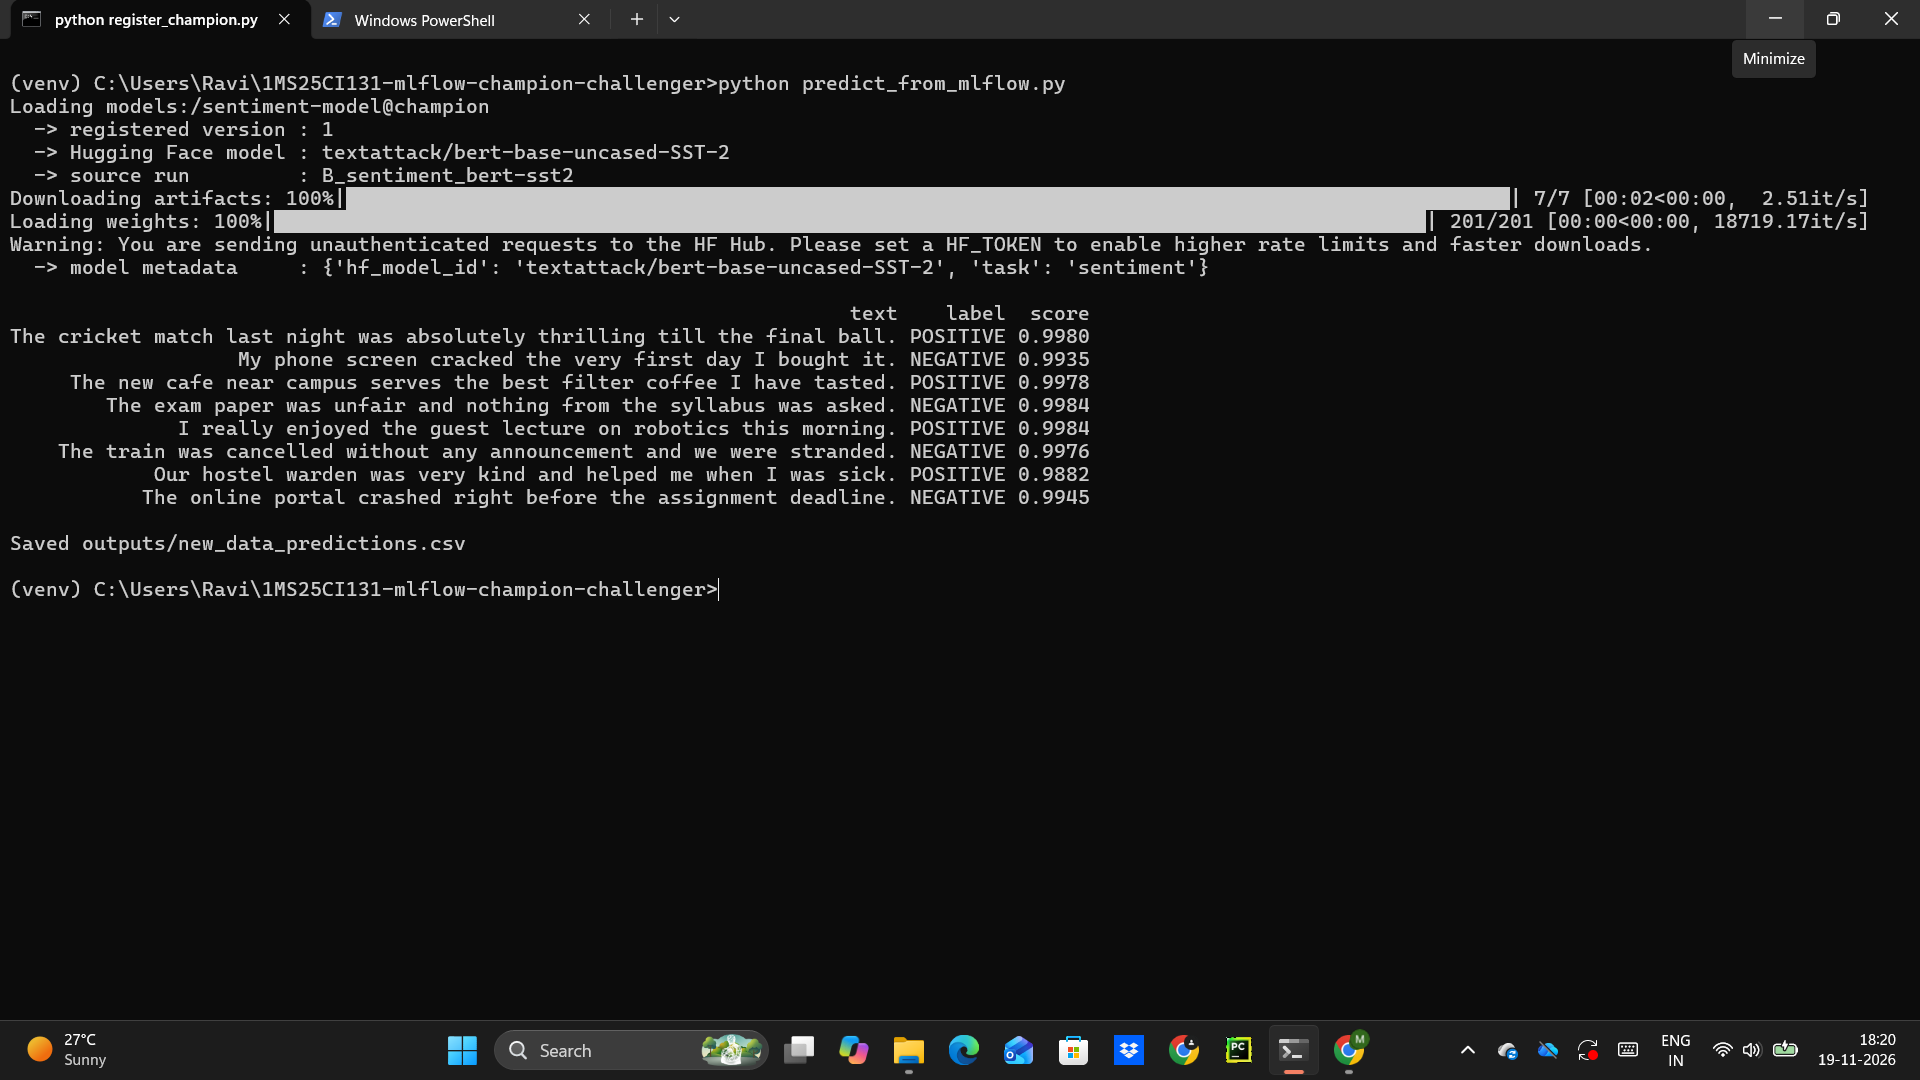 python register_champion.py
Windows PowerShell
Minimize
(venv) C:\Users\Ravi\1MS25CI131-mlflow-champion-challenger>python predict_from_mlflow.py
Loading models:/sentiment-model@champion
  -> registered version : 1
  -> Hugging Face model : textattack/bert-base-uncased-SST-2
  -> source run         : B_sentiment_bert-sst2
Downloading artifacts: 100%| | 7/7 [00:02<00:00,  2.51it/s]
Loading weights: 100%| | 201/201 [00:00<00:00, 18719.17it/s]
Warning: You are sending unauthenticated requests to the HF Hub. Please set a HF_TOKEN to enable higher rate limits and faster downloads.
  -> model metadata     : {'hf_model_id': 'textattack/bert-base-uncased-SST-2', 'task': 'sentiment'}
text    label  score
The cricket match last night was absolutely thrilling till the final ball. POSITIVE 0.9980
My phone screen cracked the very first day I bought it. NEGATIVE 0.9935
The new cafe near campus serves the best filter coffee I have tasted. POSITIVE 0.9978
The exam paper was unfair and nothing from the syllabus was asked. NEGATIVE 0.9984
I really enjoyed the guest lecture on robotics this morning. POSITIVE 0.9984
The train was cancelled without any announcement and we were stranded. NEGATIVE 0.9976
Our hostel warden was very kind and helped me when I was sick. POSITIVE 0.9882
The online portal crashed right before the assignment deadline. NEGATIVE 0.9945
Saved outputs/new_data_predictions.csv
(venv) C:\Users\Ravi\1MS25CI131-mlflow-champion-challenger>
27°C
Sunny
Search
PC
M
ENG
IN
18:20
19-11-2026